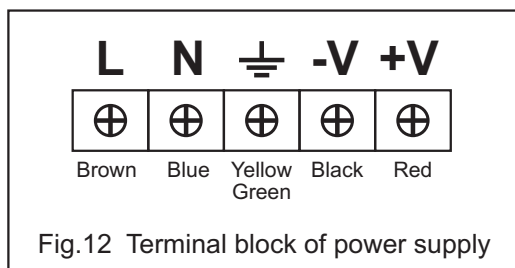 L N ⏚ -V +V
Brown Blue Yellow Black Red
Green
Fig.12 Terminal block of power supply